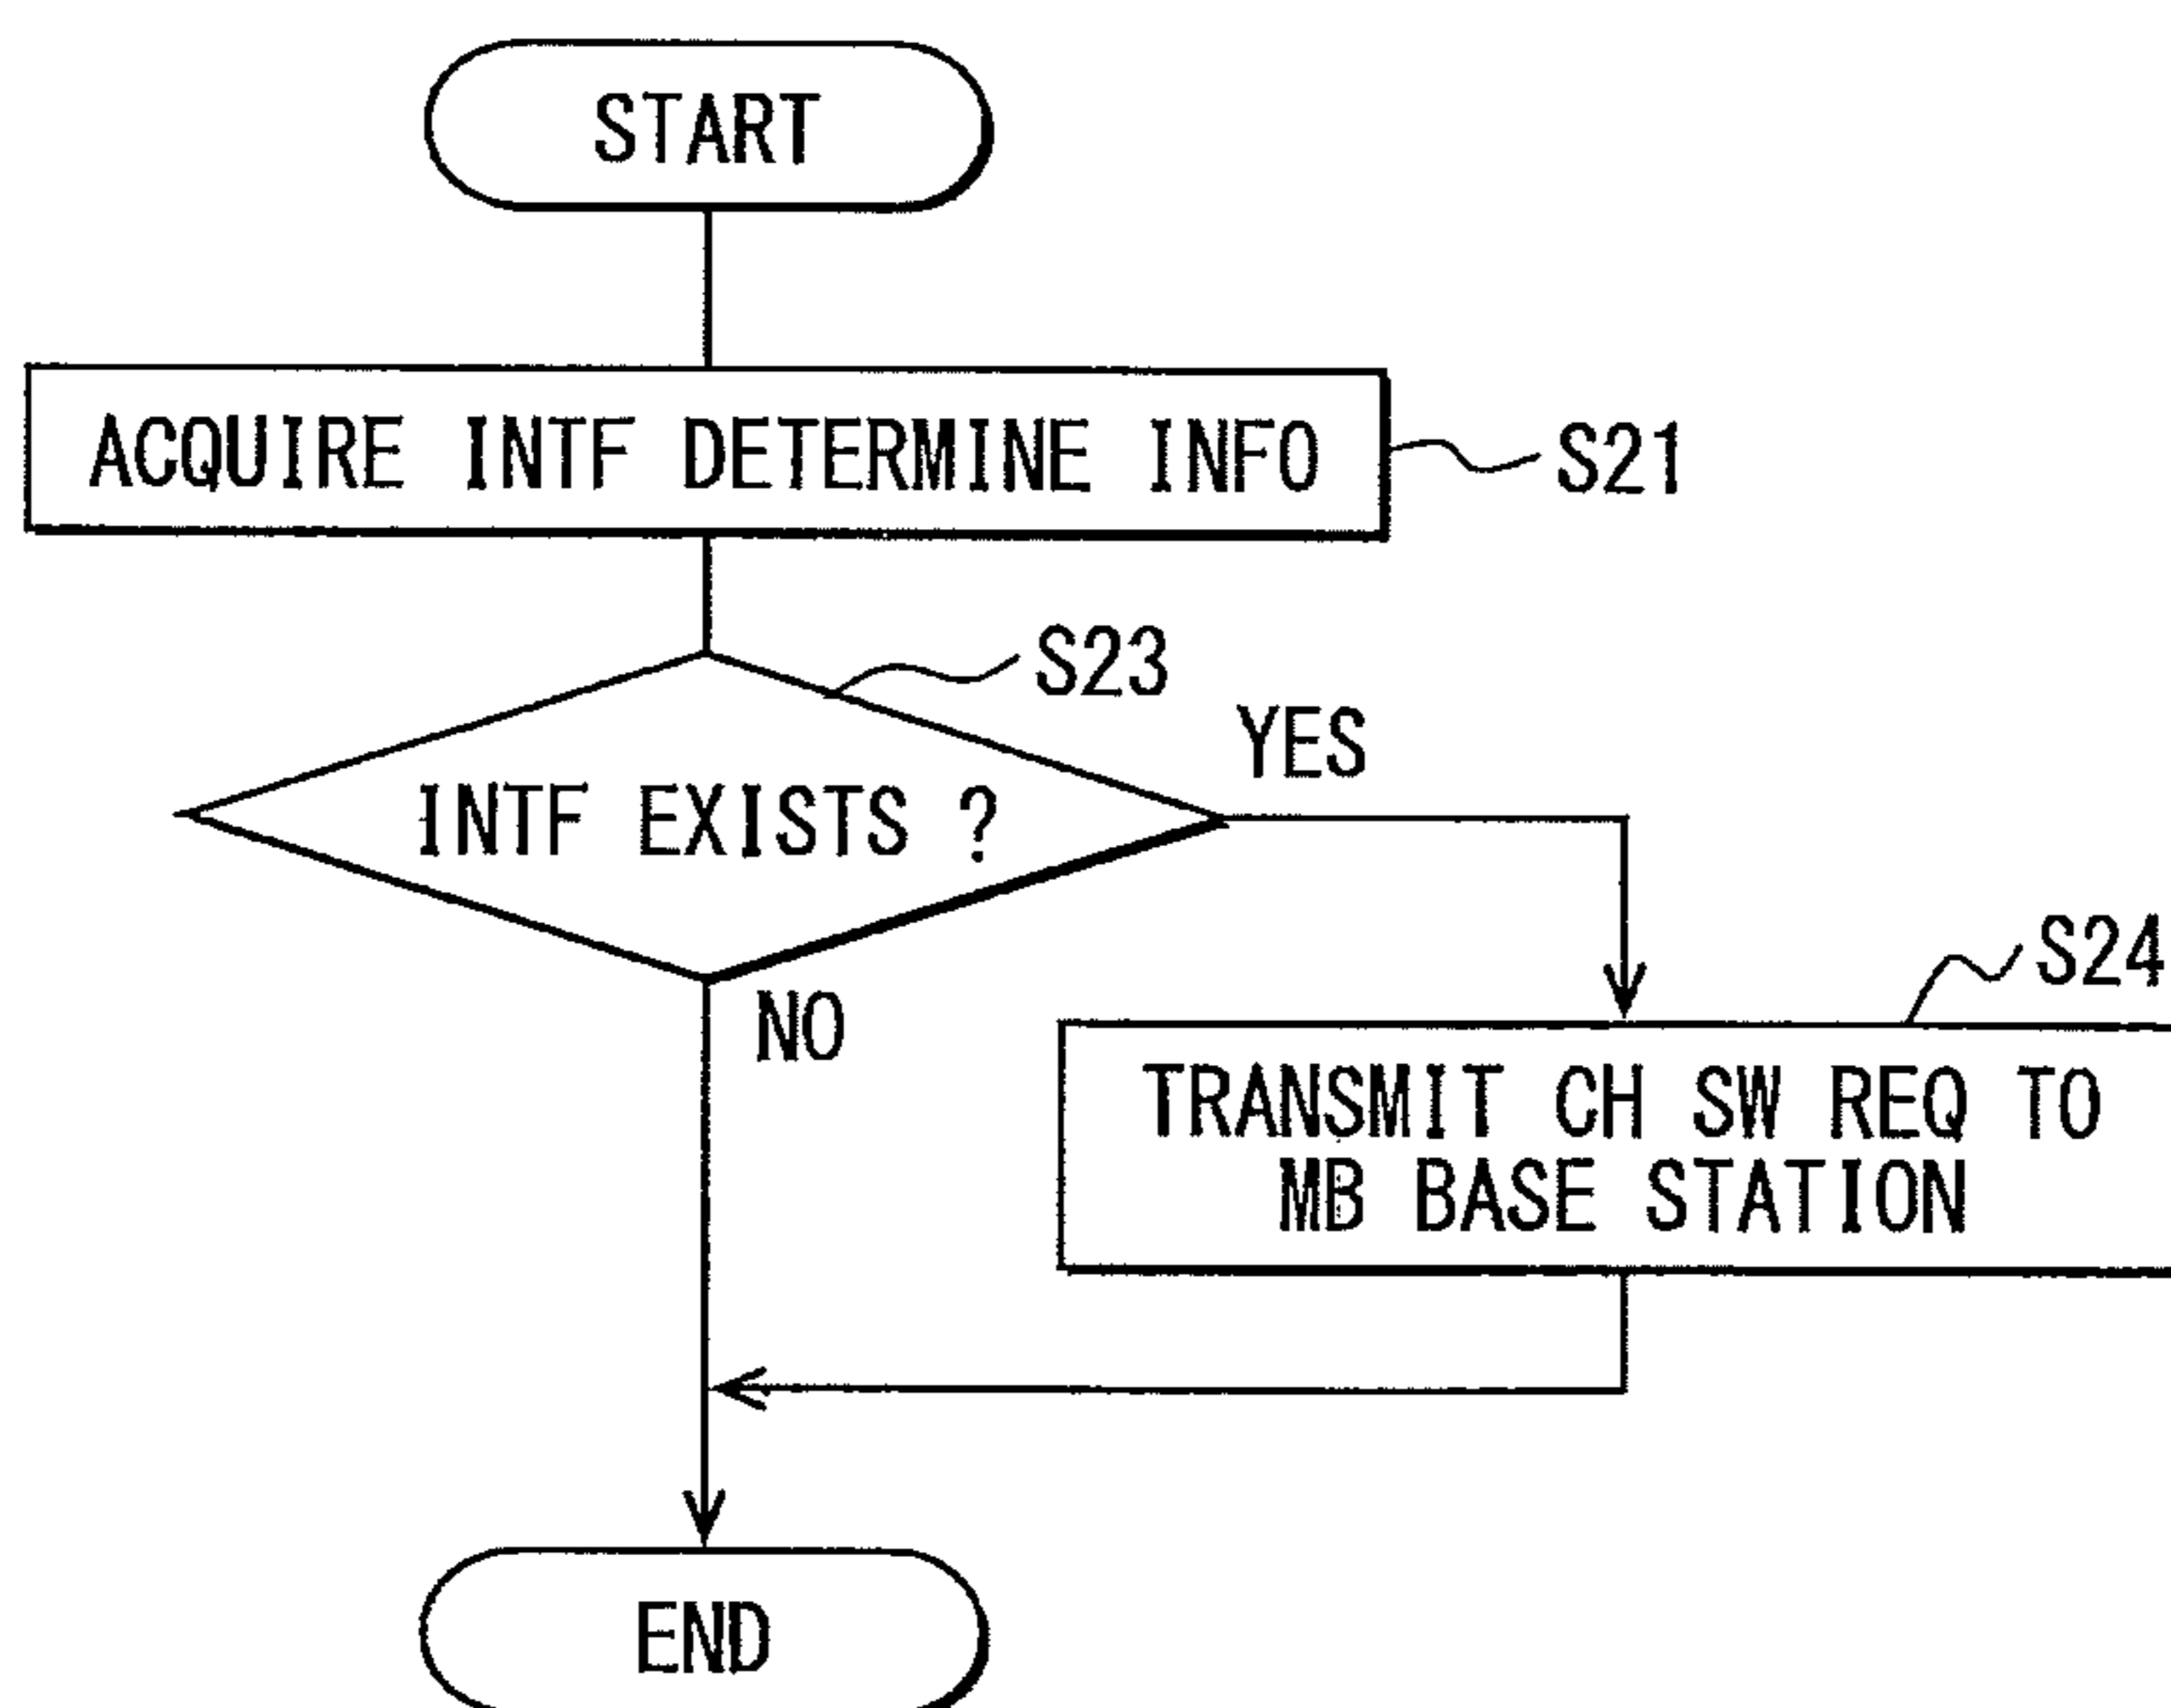 START
ACQUIRE INTF DETERMINE INFO
S21
S23
INTF EXISTS ?
YES
NO
S24
TRANSMIT CH SW REQ TO
MB BASE STATION
END